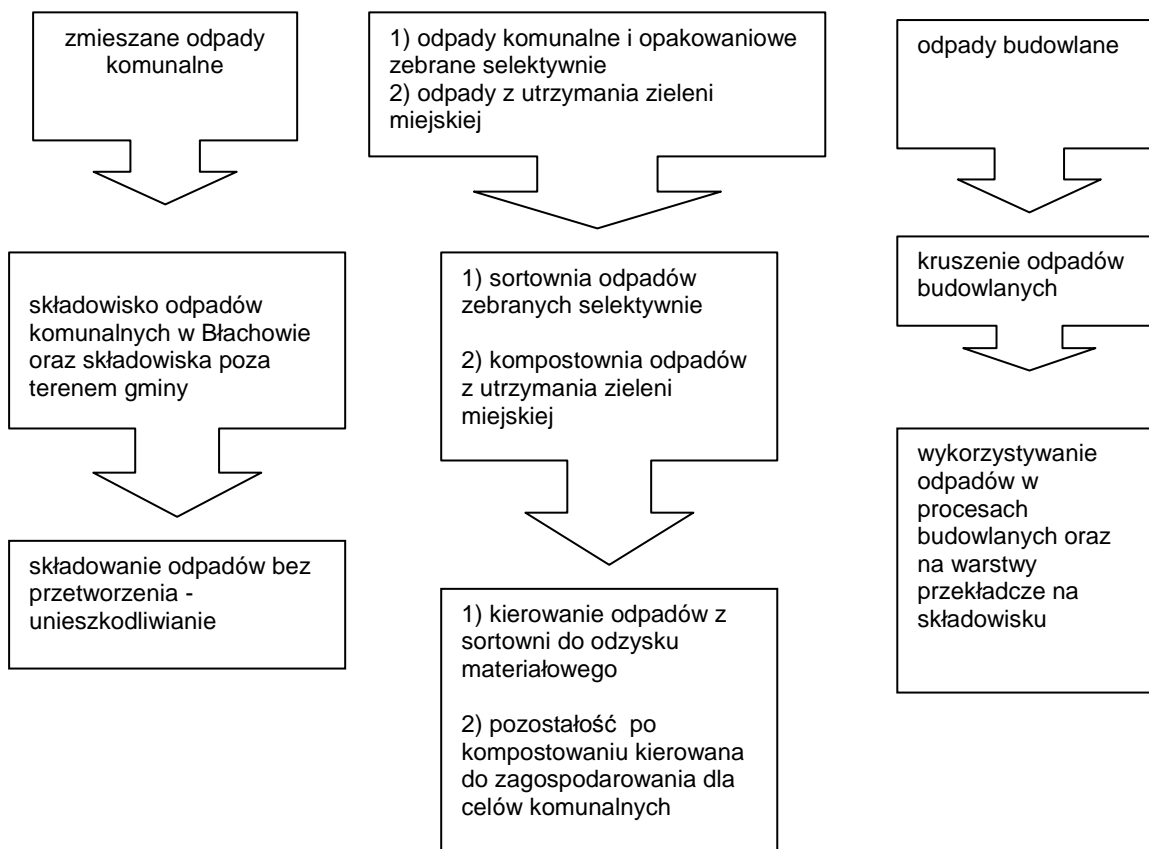 zmieszane odpady
komunalne
składowisko odpadów
komunalnych w Błachowie
oraz składowiska poza
terenem gminy
składowanie odpadów bez
przetworzenia -
unieszkodliwianie
1) odpady komunalne i opakowaniowe
zebrane selektywnie
2) odpady z utrzymania zieleni
miejskiej
1) sortownia odpadów
zebranych selektywnie
2) kompostownia odpadów
z utrzymania zieleni
miejskiej
1) kierowanie odpadów z
sortowni do odzysku
materiałowego
2) pozostałość po
kompostowaniu kierowana
do zagospodarowania dla
celów komunalnych
odpady budowlane
kruszenie odpadów
budowlanych
wykorzystywanie
odpadów w
procesach
budowlanych oraz
na warstwy
przekładcze na
składowisku